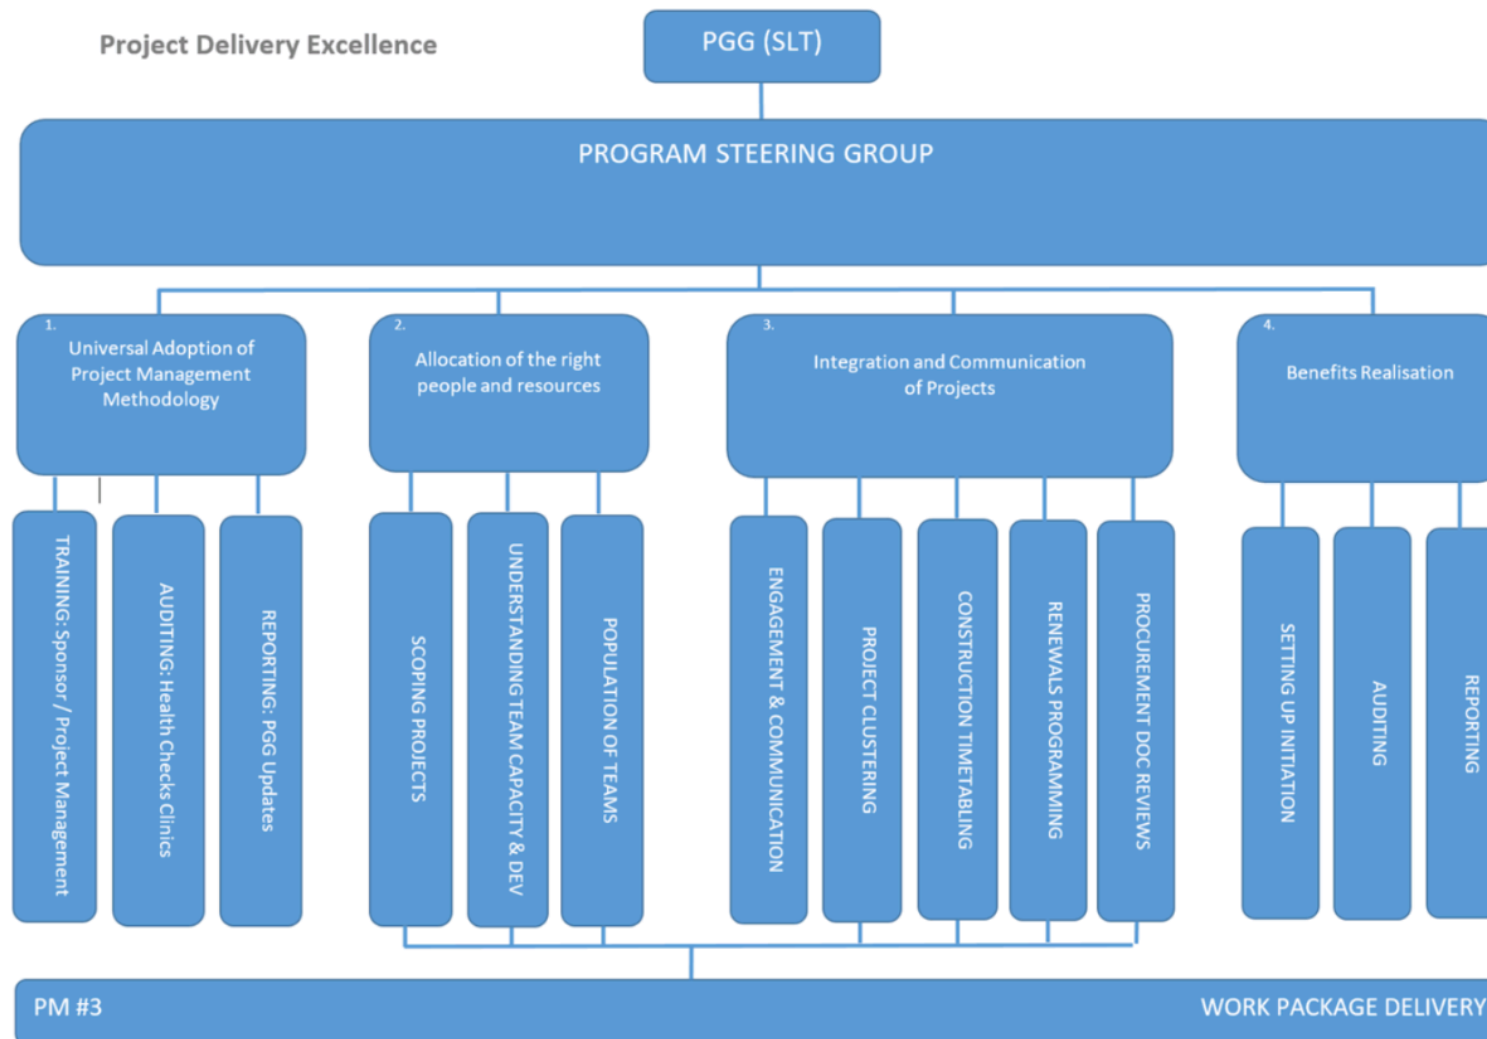 Project Delivery Excellence
PGG (SLT)
PROGRAM STEERING GROUP
1.
Universal Adoption of
Project Management
Methodology
2.
Allocation of the right
people and resources
3.
Integration and Communication
of Projects
4.
Benefits Realisation
TRAINING: Sponsor / Project Management
AUDITING: Health Checks Clinics
REPORTING: PGG Updates
SCOPING PROJECTS
UNDERSTANDING TEAM CAPACITY & DEV
POPULATION OF TEAMS
ENGAGEMENT & COMMUNICATION
PROJECT CLUSTERING
CONSTRUCTION TIMETABLING
RENEWALS PROGRAMMING
PROCUREMENT DOC REVIEWS
SETTING UP INITIATION
AUDITING
REPORTING
PM #3
WORK PACKAGE DELIVERY